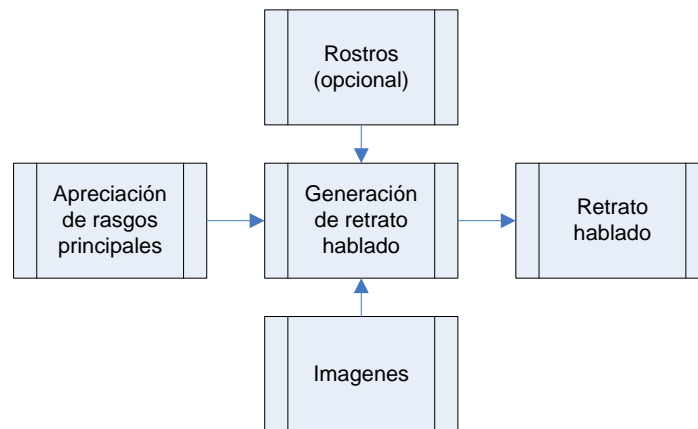 Rostros
(opcional)
Apreciación
de rasgos
principales
Generación
de retrato
hablado
Retrato
hablado
Imagenes